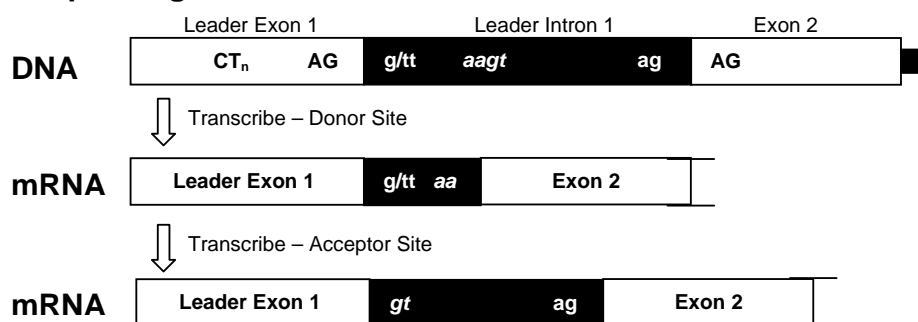 Leader Exon 1 Leader Intron 1 Exon 2
DNA CTn AG g/tt aagt ag AG
Transcribe – Donor Site
mRNA Leader Exon 1 g/tt aa Exon 2
Transcribe – Acceptor Site
mRNA Leader Exon 1 gt ag Exon 2